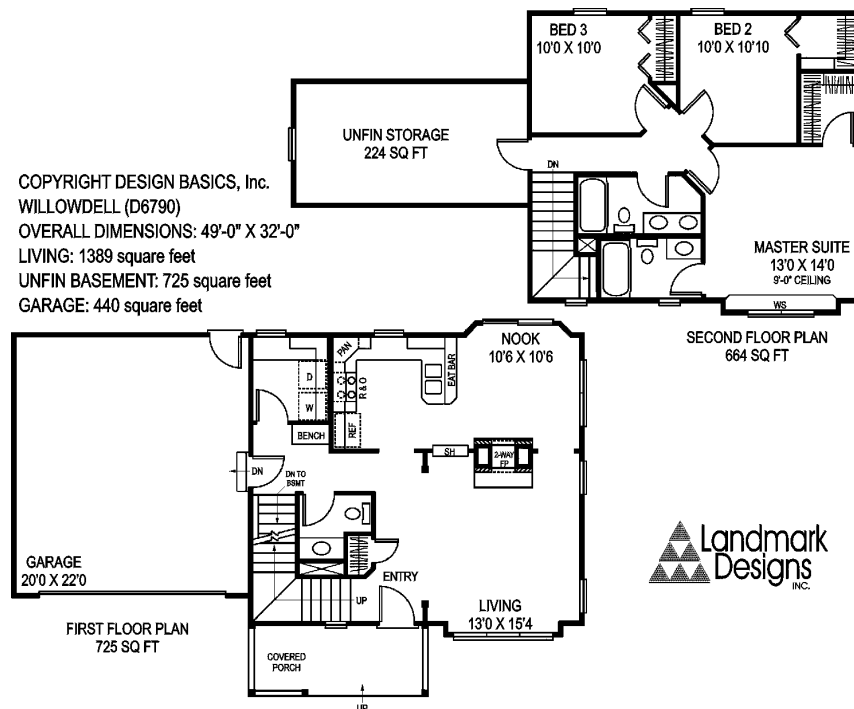 BED 3
10'0 X 10'0
BED 2
10'0 X 10'10
UNFIN STORAGE
224 SQ FT
DN
COPYRIGHT DESIGN BASICS, Inc.
WILLOWDELL (D6790)
OVERALL DIMENSIONS: 49'-0" X 32'-0"
LIVING: 1389 square feet
UNFIN BASEMENT: 725 square feet
GARAGE: 440 square feet
MASTER SUITE
13'0 X 14'0
9'-0" CEILING
WS
SECOND FLOOR PLAN
664 SQ FT
NOOK
10'6 X 10'6
PAN
EAT BAR
R & O
D
W
REF
BENCH
SH
2-WAY
FP
DN
DN TO
BSMT
GARAGE
20'0 X 22'0
ENTRY
UP
LIVING
13'0 X 15'4
FIRST FLOOR PLAN
725 SQ FT
COVERED
PORCH
UP
Landmark
Designs
INC.